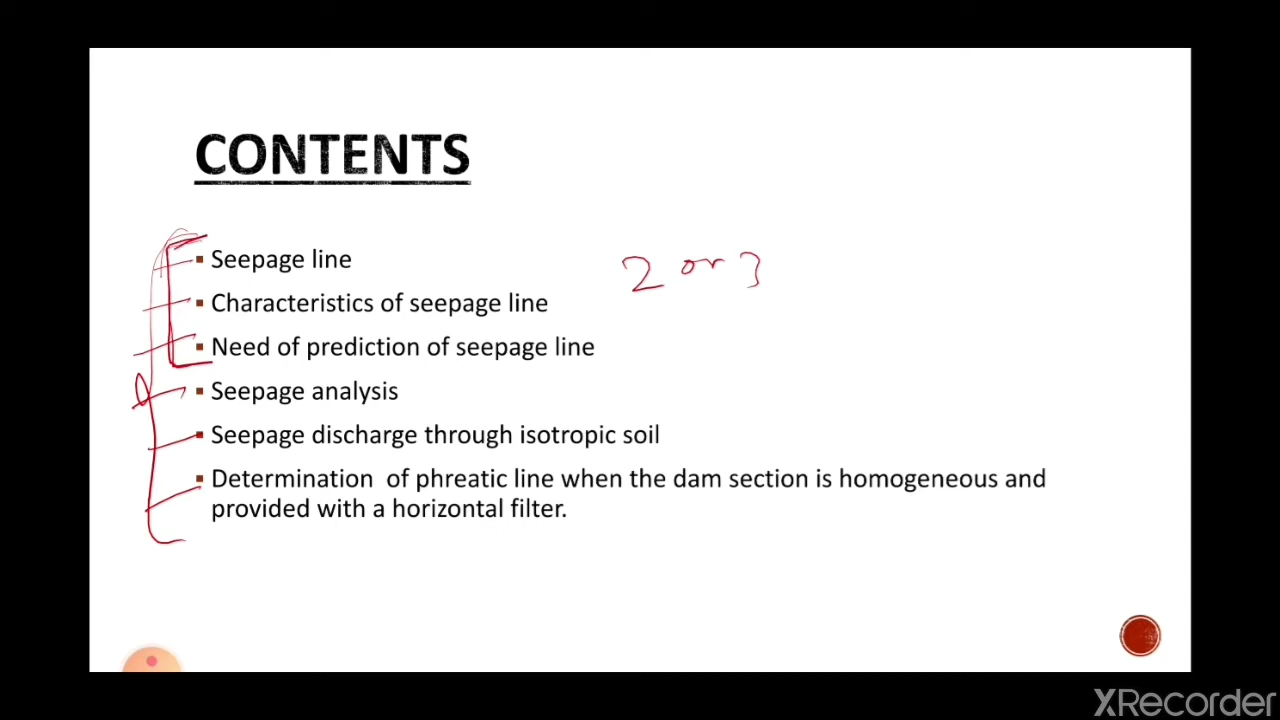 CONTENTS
Seepage line
2 or 3
Characteristics of seepage line
Need of prediction of seepage line
Seepage analysis
Seepage discharge through isotropic soil
Determination of phreatic line when the dam section is homogeneous and
provided with a horizontal filter.
XRecorder